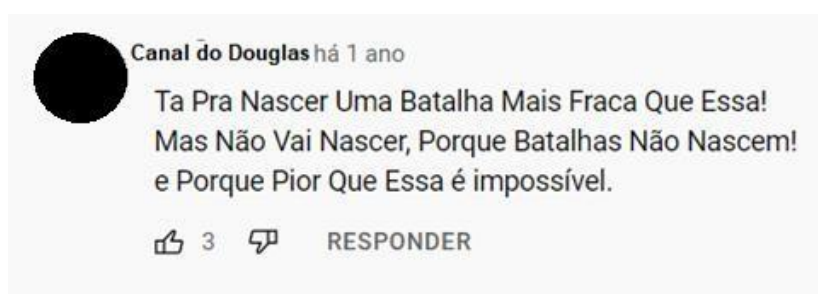 Canal do Douglas há 1 ano
Ta Pra Nascer Uma Batalha Mais Fraca Que Essa!
Mas Não Vai Nascer, Porque Batalhas Não Nascem!
e Porque Pior Que Essa é impossível.
3 RESPONDER